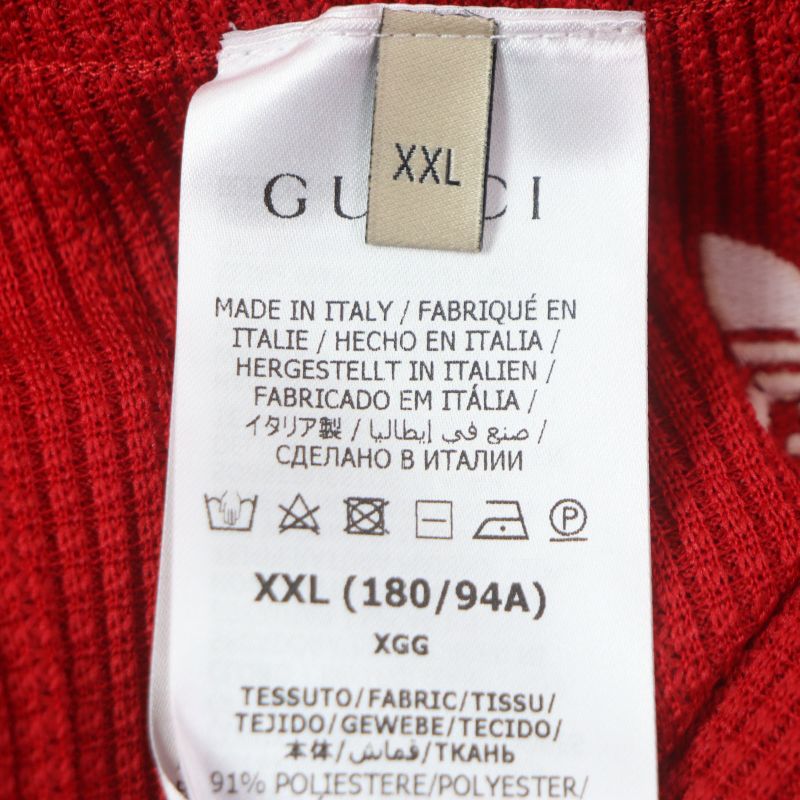 XXL
GUCCI
MADE IN ITALY / FABRIQUÉ EN
ITALIE / HECHO EN ITALIA /
HERGESTELLT IN ITALIEN /
FABRICADO EM ITÁLIA /
イタリア製 / صنع في إيطاليا /
СДЕЛАНО В ИТАЛИИ
P
XXL (180/94A)
XGG
TESSUTO/FABRIC/TISSU/
TEJIDO/GEWEBE/TECIDO/
本体/قماش/ТКАНЬ
91% POLIESTERE/POLYESTER/